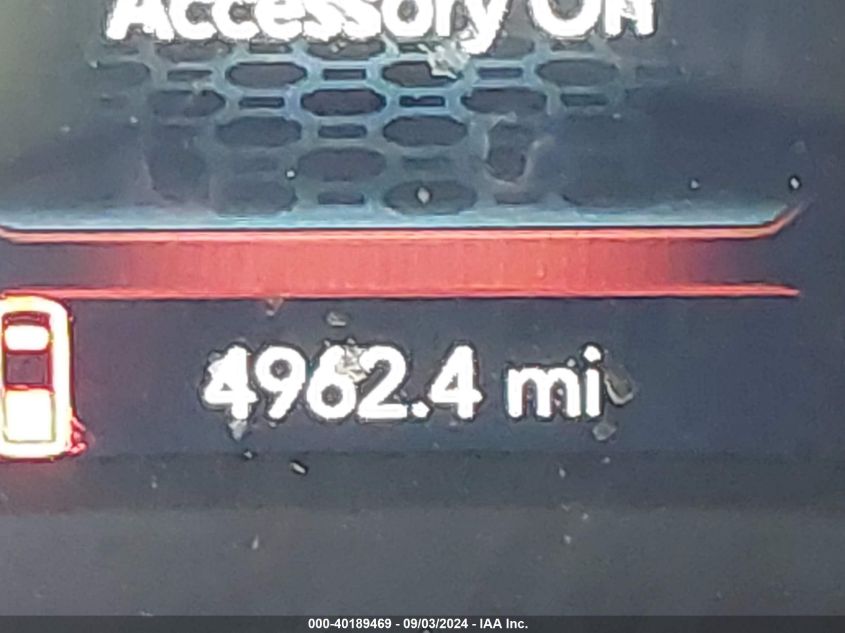 Accessory On
4962.4 mi
000-40189469 - 09/03/2024 - IAA Inc.